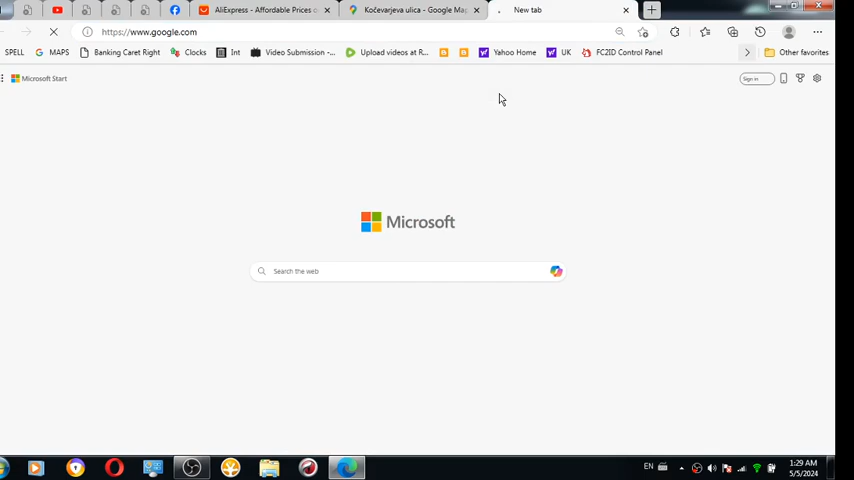 AliExpress - Affordable Prices o
Kočevarjeva ulica - Google Ma
New tab
https://www.google.com
SPELL
MAPS
Banking Caret Right
Clocks
Int
Video Submission -...
Upload videos at R...
Yahoo Home
UK
FC2ID Control Panel
Other favorites
Microsoft Start
Sign in
Microsoft
Search the web
EN
1:29 AM
5/5/2024